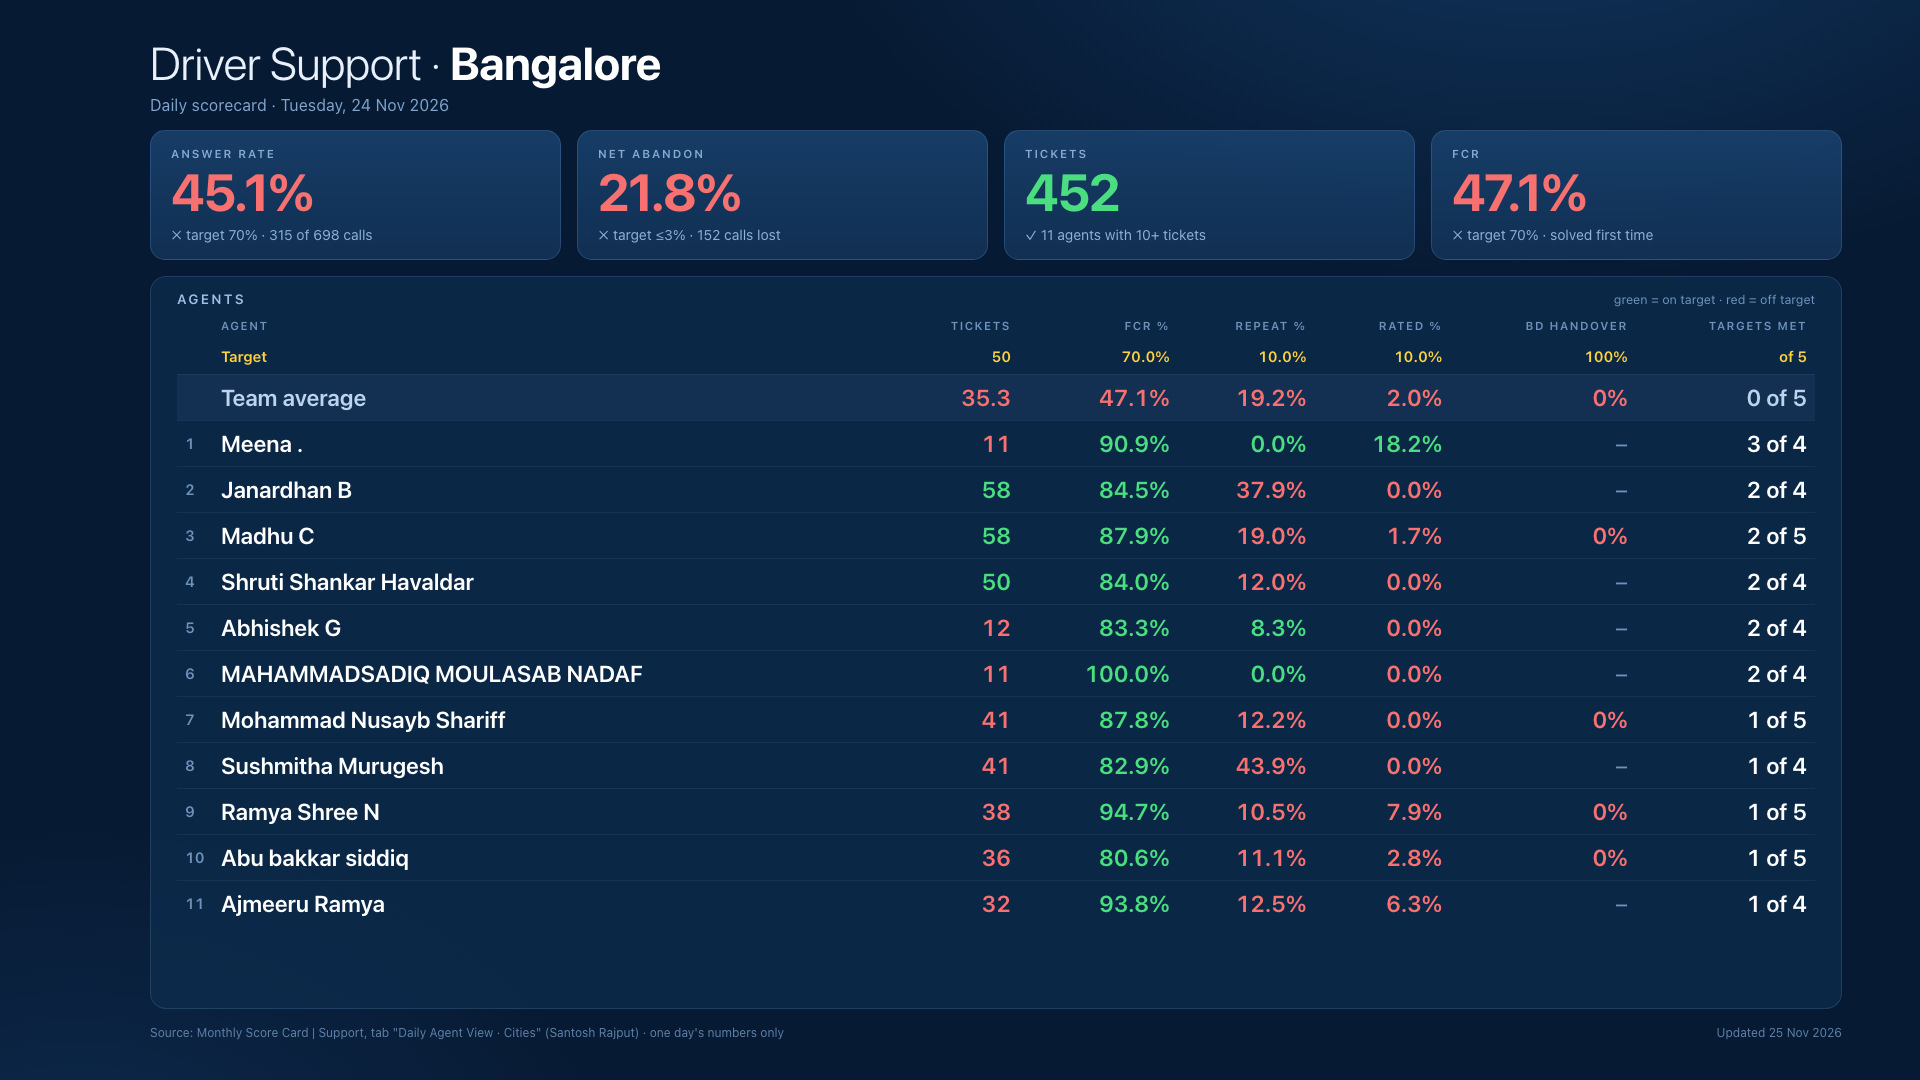 Driver Support · Bangalore
Daily scorecard · Tuesday, 24 Nov 2026
ANSWER RATE
45.1%
✕ target 70% · 315 of 698 calls
NET ABANDON
21.8%
✕ target ≤3% · 152 calls lost
TICKETS
452
✓ 11 agents with 10+ tickets
FCR
47.1%
✕ target 70% · solved first time
AGENTS green = on target · red = off target
AGENT TICKETS FCR % REPEAT % RATED % BD HANDOVER TARGETS MET
Target 50 70.0% 10.0% 10.0% 100% of 5
Team average 35.3 47.1% 19.2% 2.0% 0% 0 of 5
1 Meena . 11 90.9% 0.0% 18.2% – 3 of 4
2 Janardhan B 58 84.5% 37.9% 0.0% – 2 of 4
3 Madhu C 58 87.9% 19.0% 1.7% 0% 2 of 5
4 Shruti Shankar Havaldar 50 84.0% 12.0% 0.0% – 2 of 4
5 Abhishek G 12 83.3% 8.3% 0.0% – 2 of 4
6 MAHAMMADSADIQ MOULASAB NADAF 11 100.0% 0.0% 0.0% – 2 of 4
7 Mohammad Nusayb Shariff 41 87.8% 12.2% 0.0% 0% 1 of 5
8 Sushmitha Murugesh 41 82.9% 43.9% 0.0% – 1 of 4
9 Ramya Shree N 38 94.7% 10.5% 7.9% 0% 1 of 5
10 Abu bakkar siddiq 36 80.6% 11.1% 2.8% 0% 1 of 5
11 Ajmeeru Ramya 32 93.8% 12.5% 6.3% – 1 of 4
Source: Monthly Score Card | Support, tab "Daily Agent View · Cities" (Santosh Rajput) · one day's numbers only
Updated 25 Nov 2026